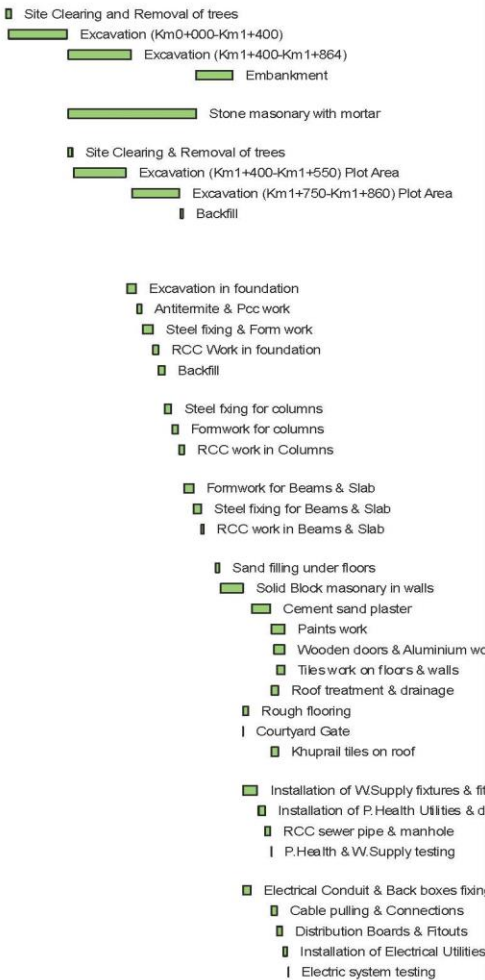 Site Clearing and Removal of trees
Excavation (Km0+000-Km1+400)
Excavation (Km1+400-Km1+864)
Embankment
Stone masonary with mortar
Site Clearing & Removal of trees
Excavation (Km1+400-Km1+550) Plot Area
Excavation (Km1+750-Km1+860) Plot Area
Backfill
Excavation in foundation
Antitermite & Pcc work
Steel fixing & Form work
RCC Work in foundation
Backfill
Steel fxing for columns
Formwork for columns
RCC work in Columns
Formwork for Beams & Slab
Steel fixing for Beams & Slab
RCC work in Beams & Slab
Sand filling under floors
Solid Block masonary in walls
Cement sand plaster
Paints work
Wooden doors & Aluminium wo
Tiles work on floors & walls
Roof treatment & drainage
Rough flooring
Courtyard Gate
Khuprail tiles on roof
Installation of W.Supply fixtures & fit
Installation of P.Health Utilities & d
RCC sewer pipe & manhole
P.Health & W.Supply testing
Electrical Conduit & Back boxes fixing
Cable pulling & Connections
Distribution Boards & Fitouts
Installation of Electrical Utilities
Electric system testing